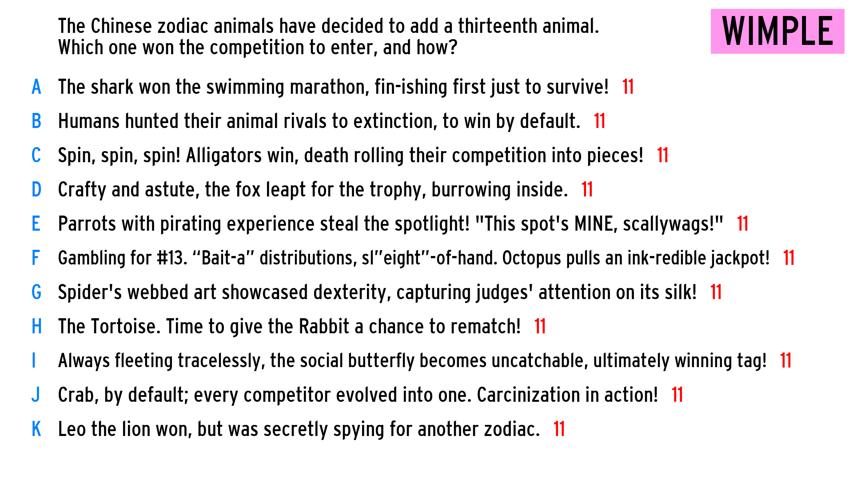 The Chinese zodiac animals have decided to add a thirteenth animal.
Which one won the competition to enter, and how?
WIMPLE
A The shark won the swimming marathon, fin-ishing first just to survive! 11
B Humans hunted their animal rivals to extinction, to win by default. 11
C Spin, spin, spin! Alligators win, death rolling their competition into pieces! 11
D Crafty and astute, the fox leapt for the trophy, burrowing inside. 11
E Parrots with pirating experience steal the spotlight! "This spot's MINE, scallywags!" 11
F Gambling for #13. “Bait-a” distributions, sl”eight”-of-hand. Octopus pulls an ink-redible jackpot! 11
G Spider's webbed art showcased dexterity, capturing judges' attention on its silk! 11
H The Tortoise. Time to give the Rabbit a chance to rematch! 11
I Always fleeting tracelessly, the social butterfly becomes uncatchable, ultimately winning tag! 11
J Crab, by default; every competitor evolved into one. Carcinization in action! 11
K Leo the lion won, but was secretly spying for another zodiac. 11